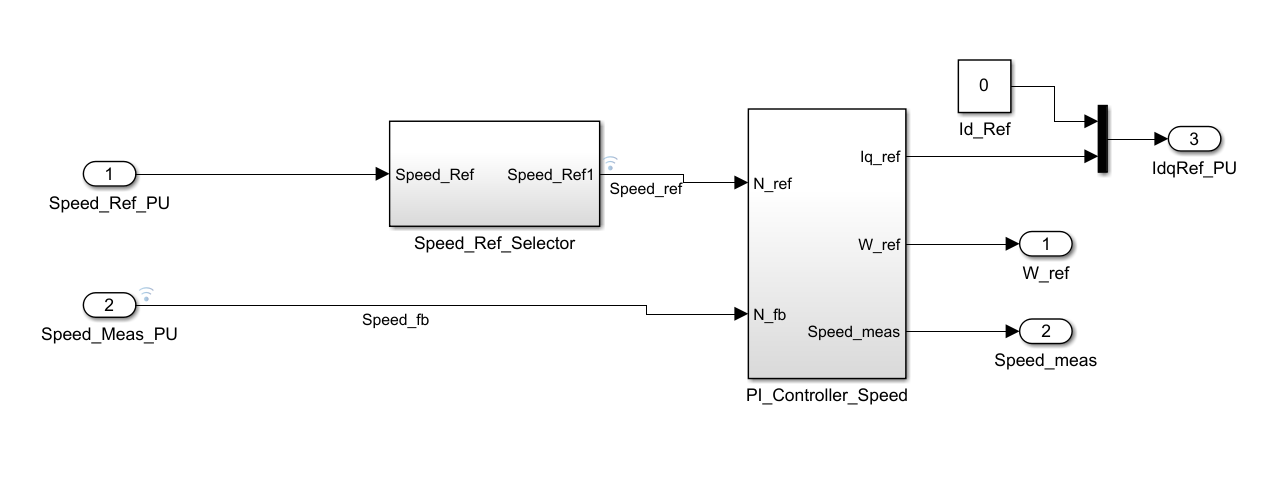 0
Id_Ref
3
IdqRef_PU
1
Speed_Ref_PU
Speed_Ref
Speed_Ref1
Speed_Ref_Selector
Speed_ref
2
Speed_Meas_PU
Speed_fb
N_ref
N_fb
Iq_ref
W_ref
Speed_meas
PI_Controller_Speed
1
W_ref
2
Speed_meas